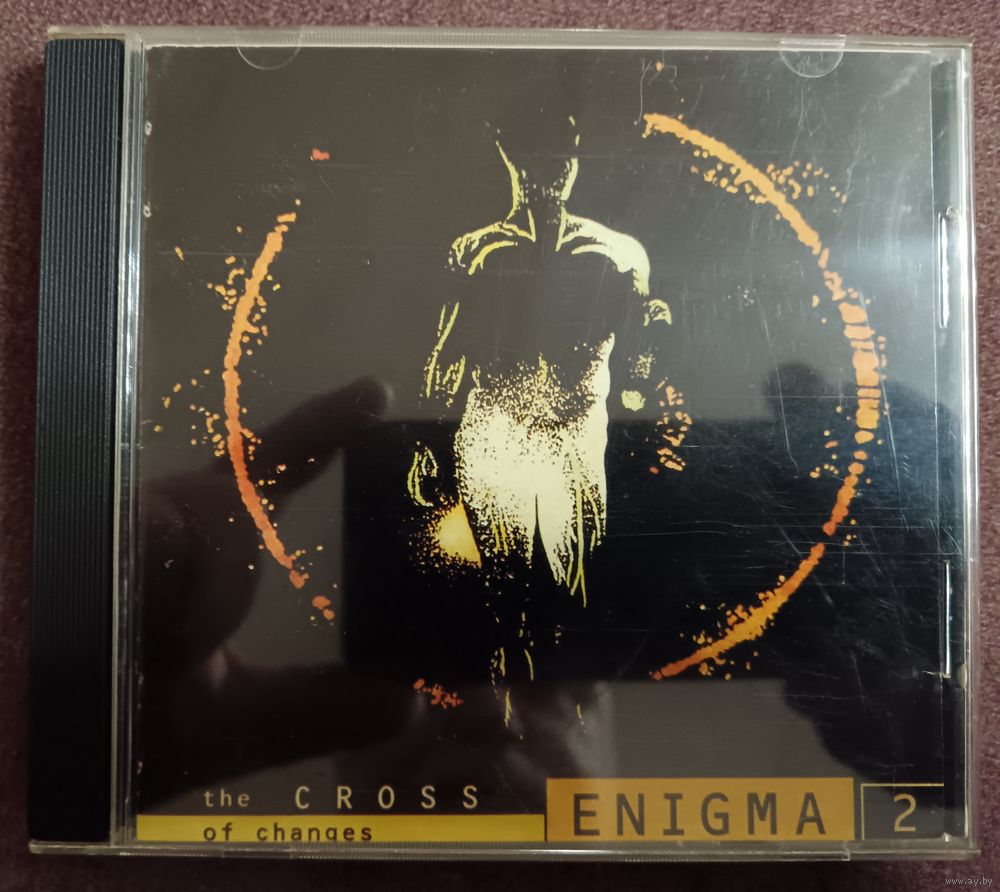 the CROSS
of changes
ENIGMA 2
www.ay.by